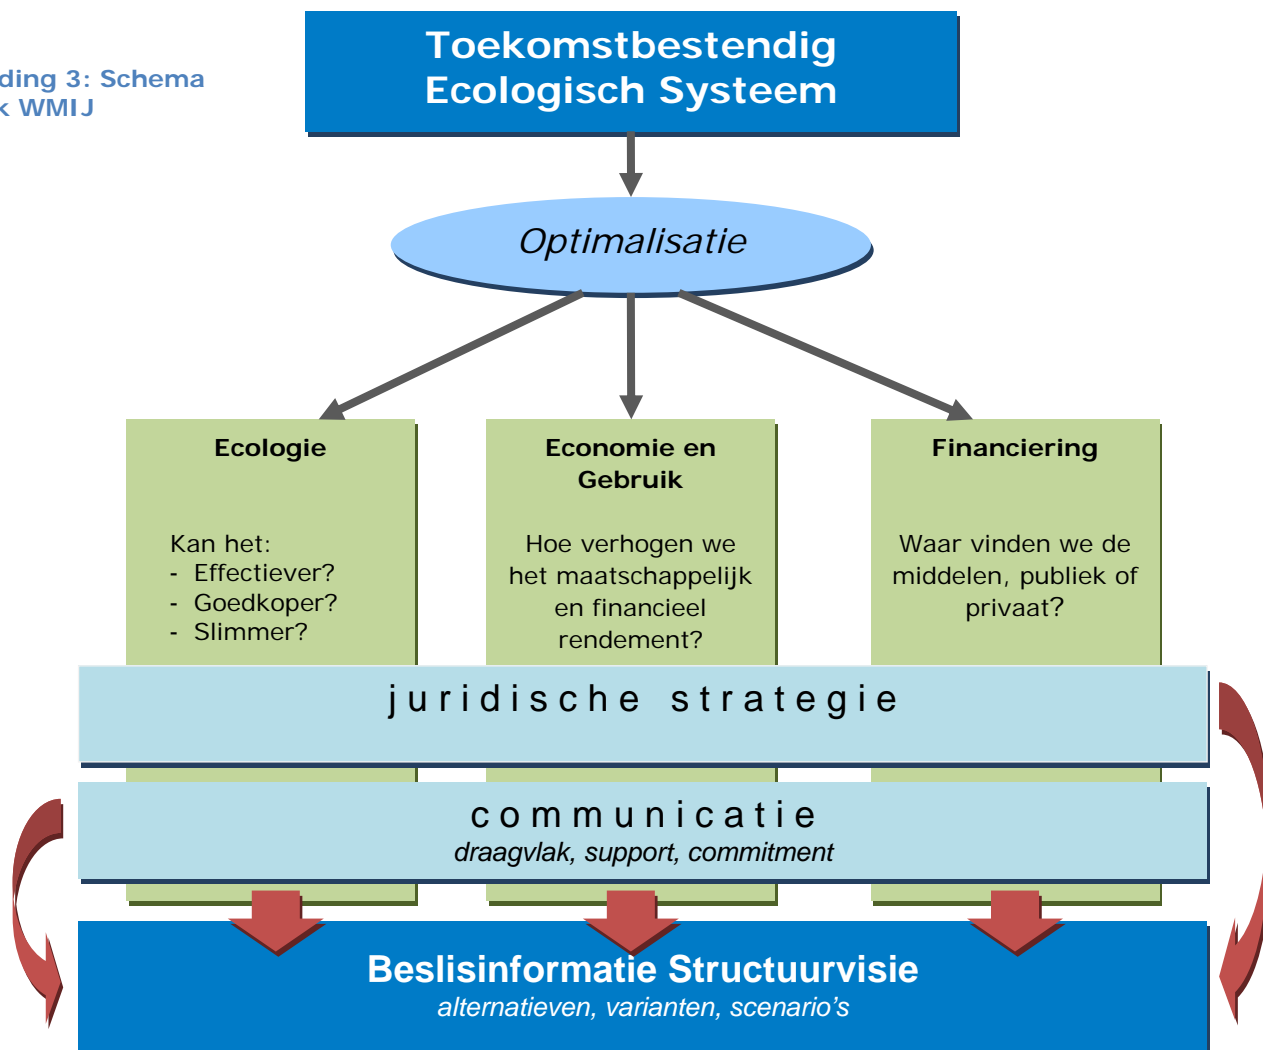 ding 3: Schema
k WMIJ
Toekomstbestendig
Ecologisch Systeem
Optimalisatie
Ecologie
Kan het:
- Effectiever?
- Goedkoper?
- Slimmer?
Economie en
Gebruik
Hoe verhogen we
het maatschappelijk
en financieel
rendement?
Financiering
Waar vinden we de
middelen, publiek of
privaat?
juridische strategie
communicatie
draagvlak, support, commitment
Beslisinformatie Structuurvisie
alternatieven, varianten, scenario's